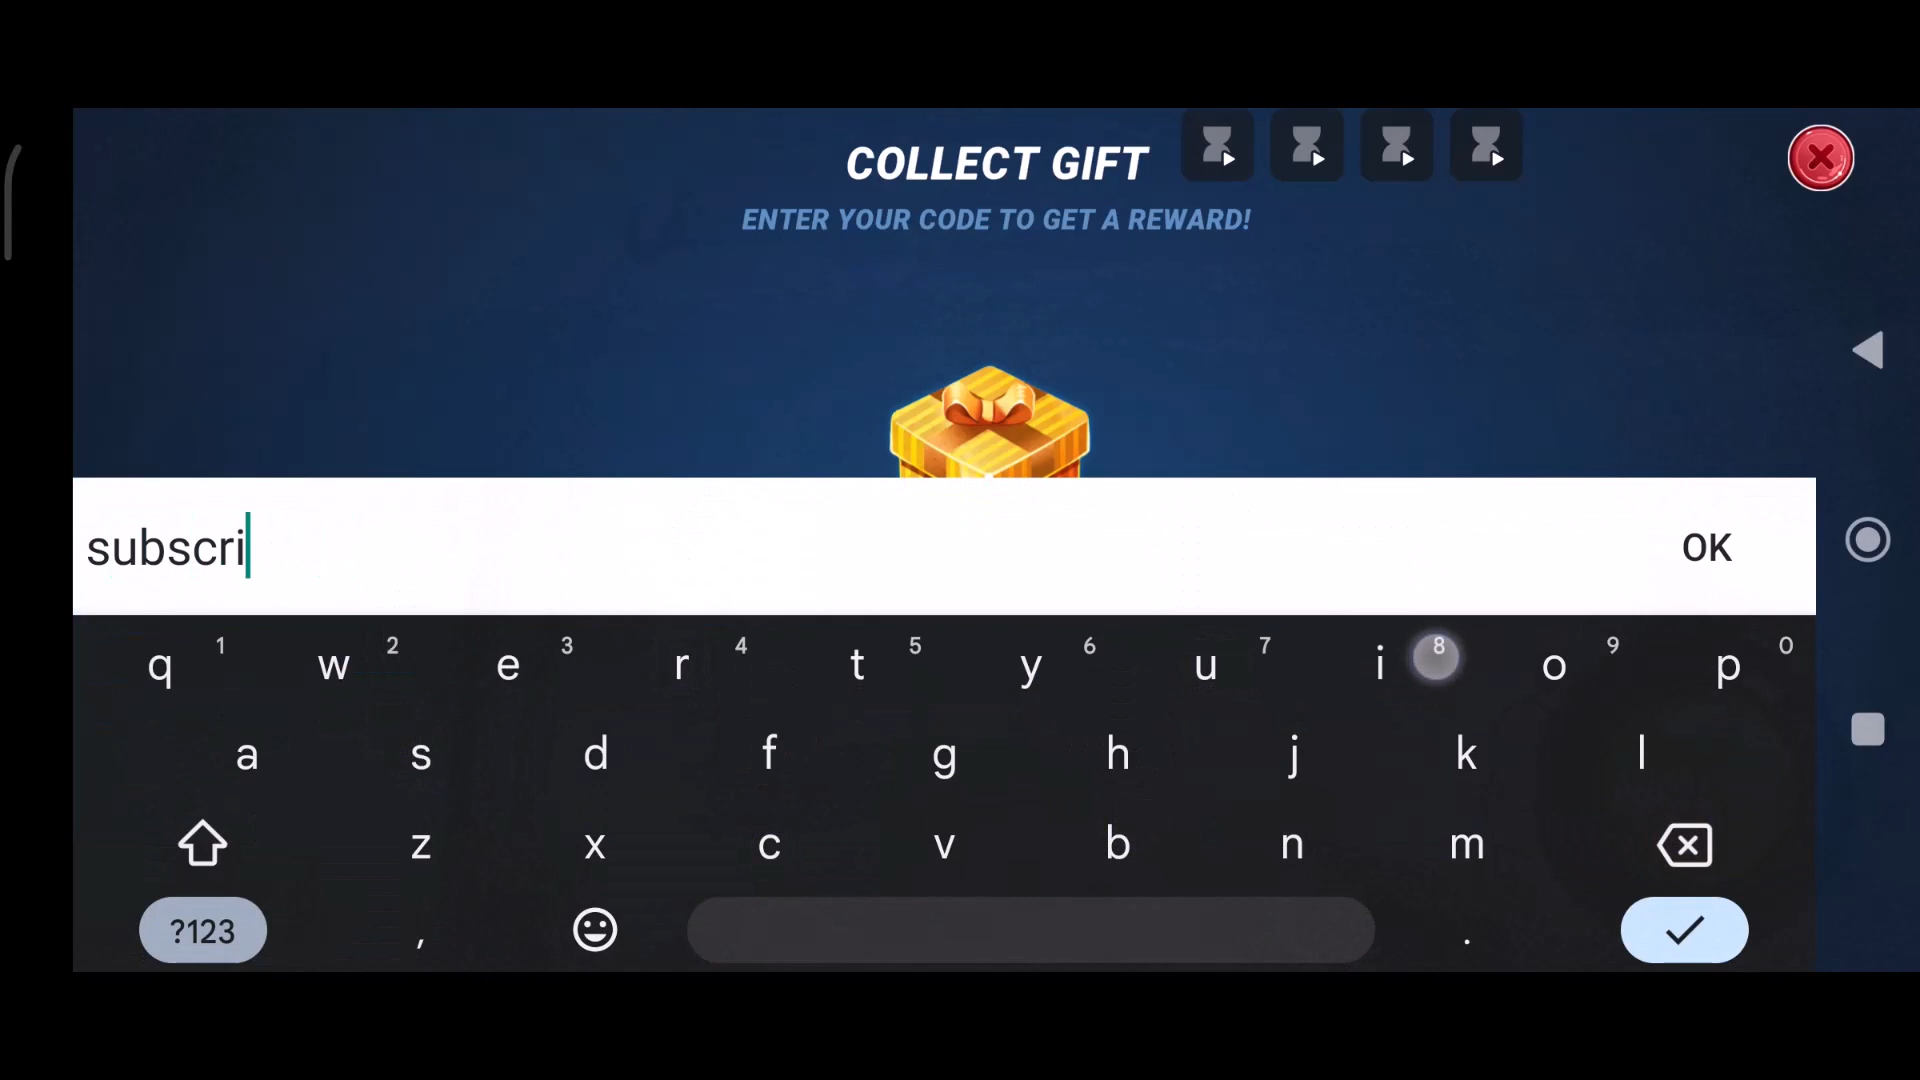 COLLECT GIFT
ENTER YOUR CODE TO GET A REWARD!
subscri
OK
q 1 w 2 e 3 r 4 t 5 y 6 u 7 i 8 o 9 p 0
a s d f g h j k l
z x c v b n m
?123 , .